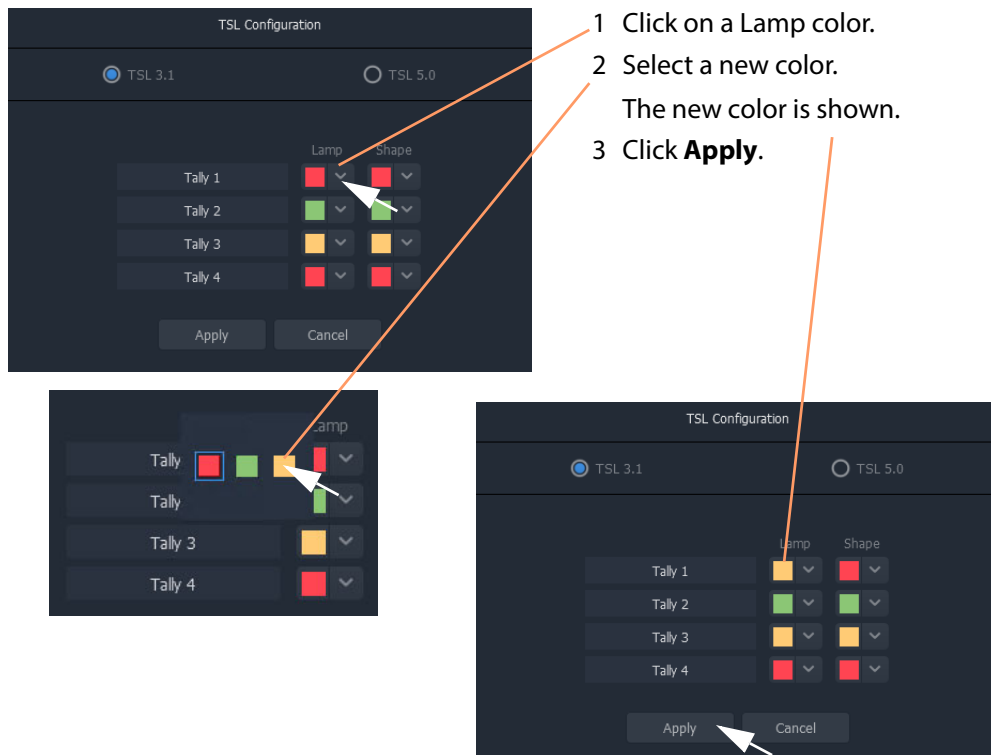 TSL Configuration
TSL 3.1 TSL 5.0
Lamp Shape
Tally 1
Tally 2
Tally 3
Tally 4
Apply Cancel
1 Click on a Lamp color.
2 Select a new color.
The new color is shown.
3 Click Apply.
Lamp
Tally
Tally
Tally 3
Tally 4
TSL Configuration
TSL 3.1 TSL 5.0
Lamp Shape
Tally 1
Tally 2
Tally 3
Tally 4
Apply Cancel